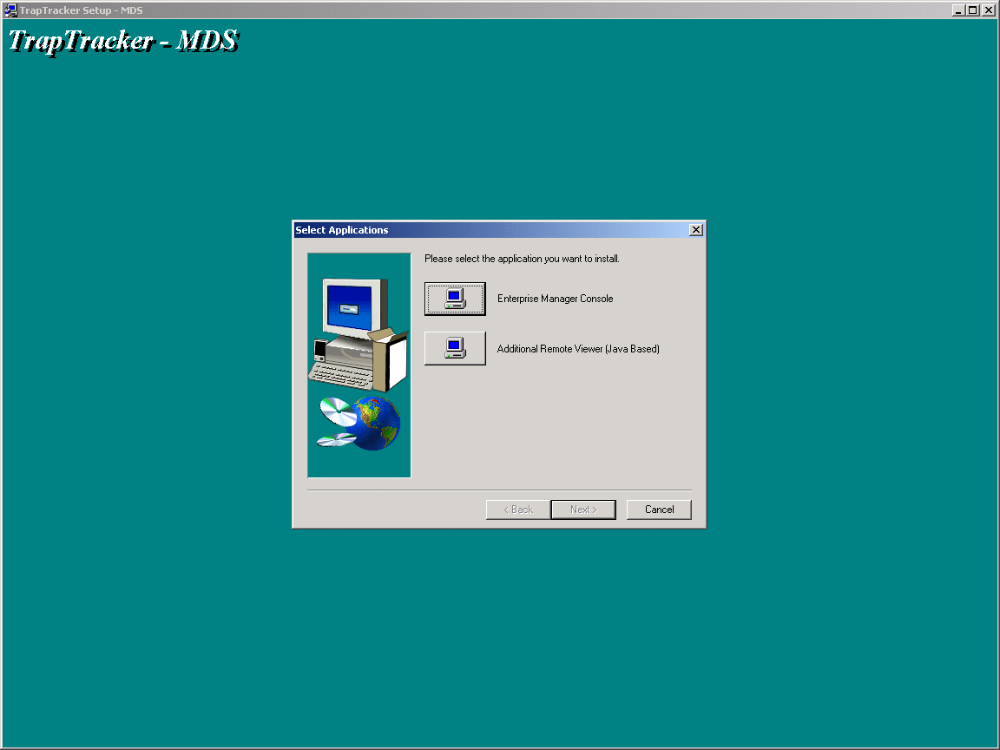 TrapTracker Setup - MDS
TrapTracker - MDS
Select Applications
Please select the application you want to install.
Enterprise Manager Console
Additional Remote Viewer (Java Based)
< Back
Next >
Cancel